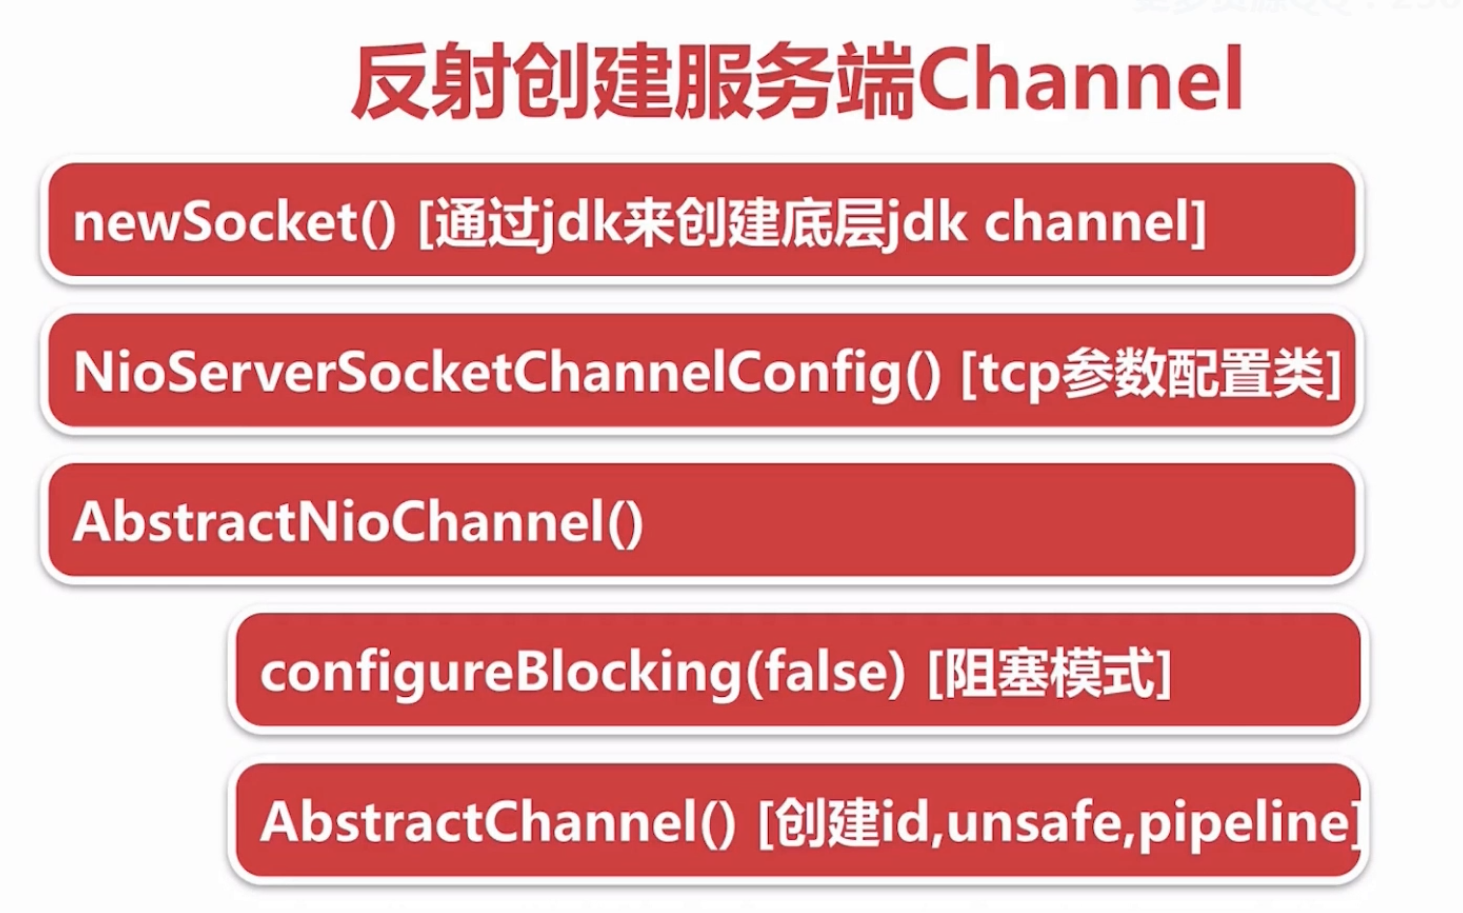 反射创建服务端Channel
newSocket() [通过jdk来创建底层jdk channel]
NioServerSocketChannelConfig() [tcp参数配置类]
AbstractNioChannel()
configureBlocking(false) [阻塞模式]
AbstractChannel() [创建id,unsafe,pipeline]